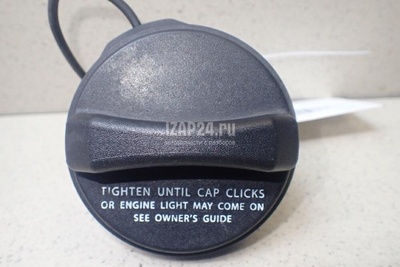 IZAP24.ru
TIGHTEN UNTIL CAP CLICKS
OR ENGINE LIGHT MAY COME ON
SEE OWNER'S GUIDE